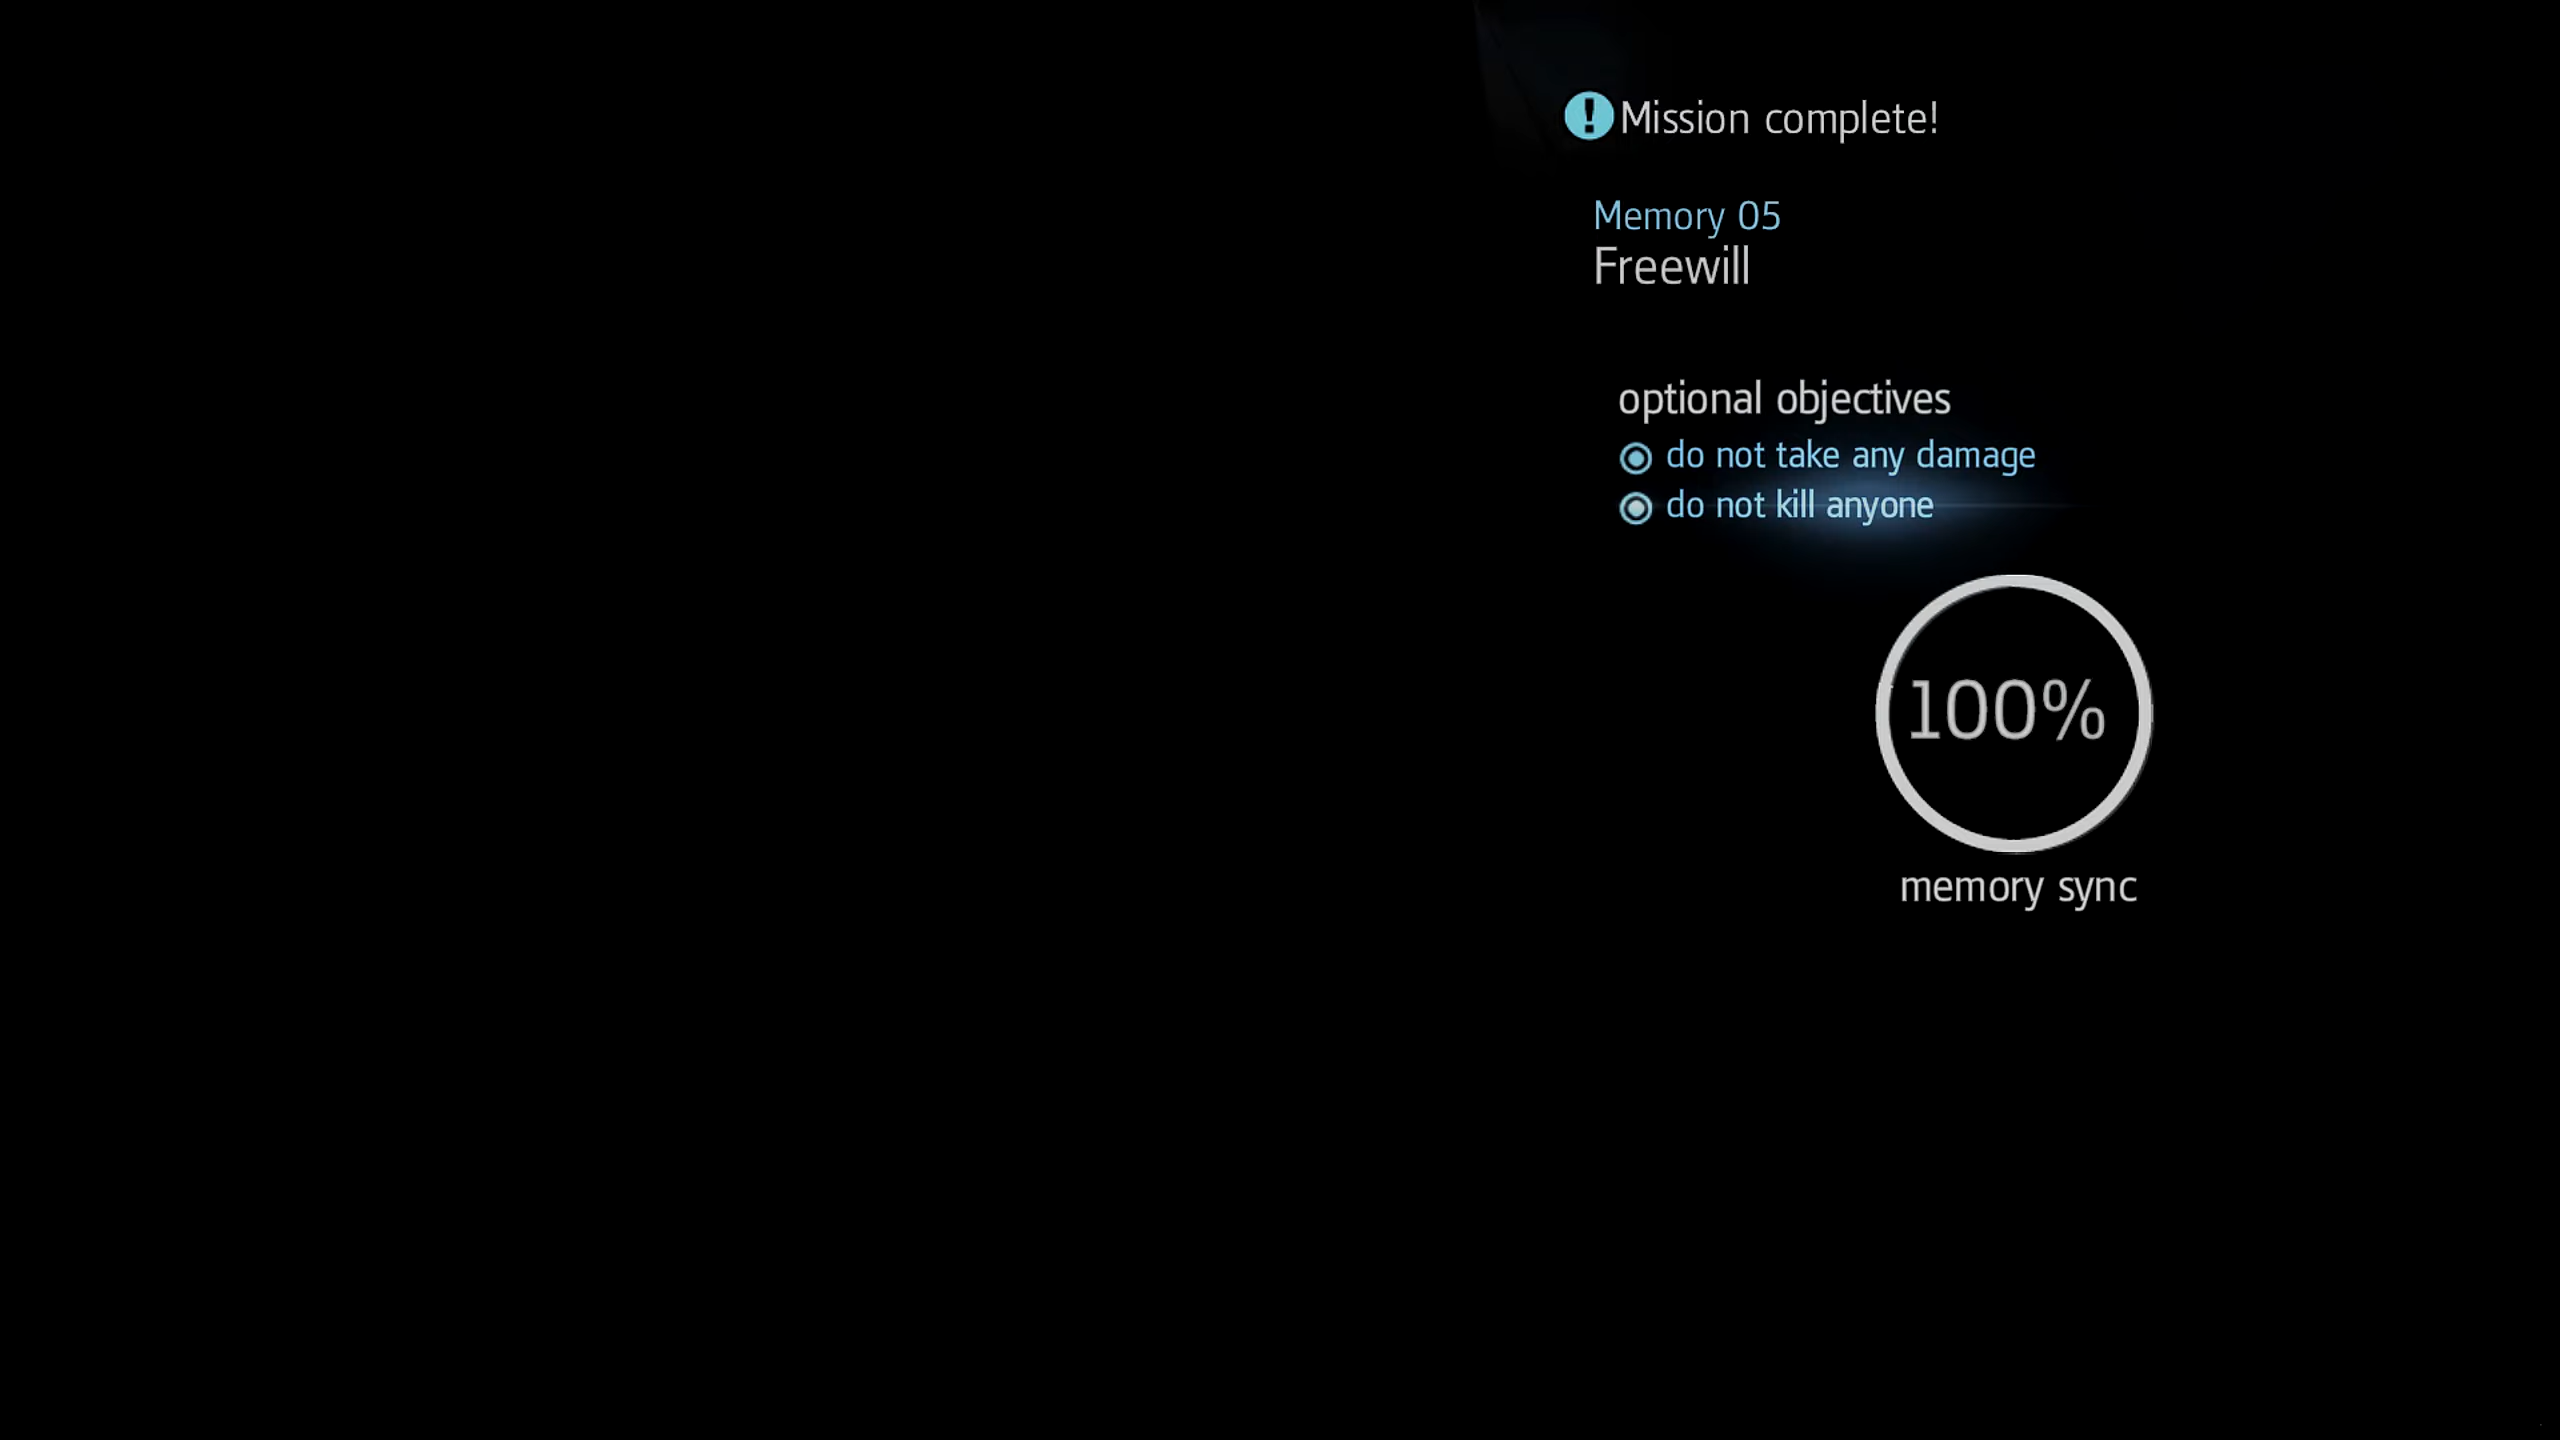 Mission complete!
Memory 05
Freewill
optional objectives
do not take any damage
do not kill anyone
100%
memory sync